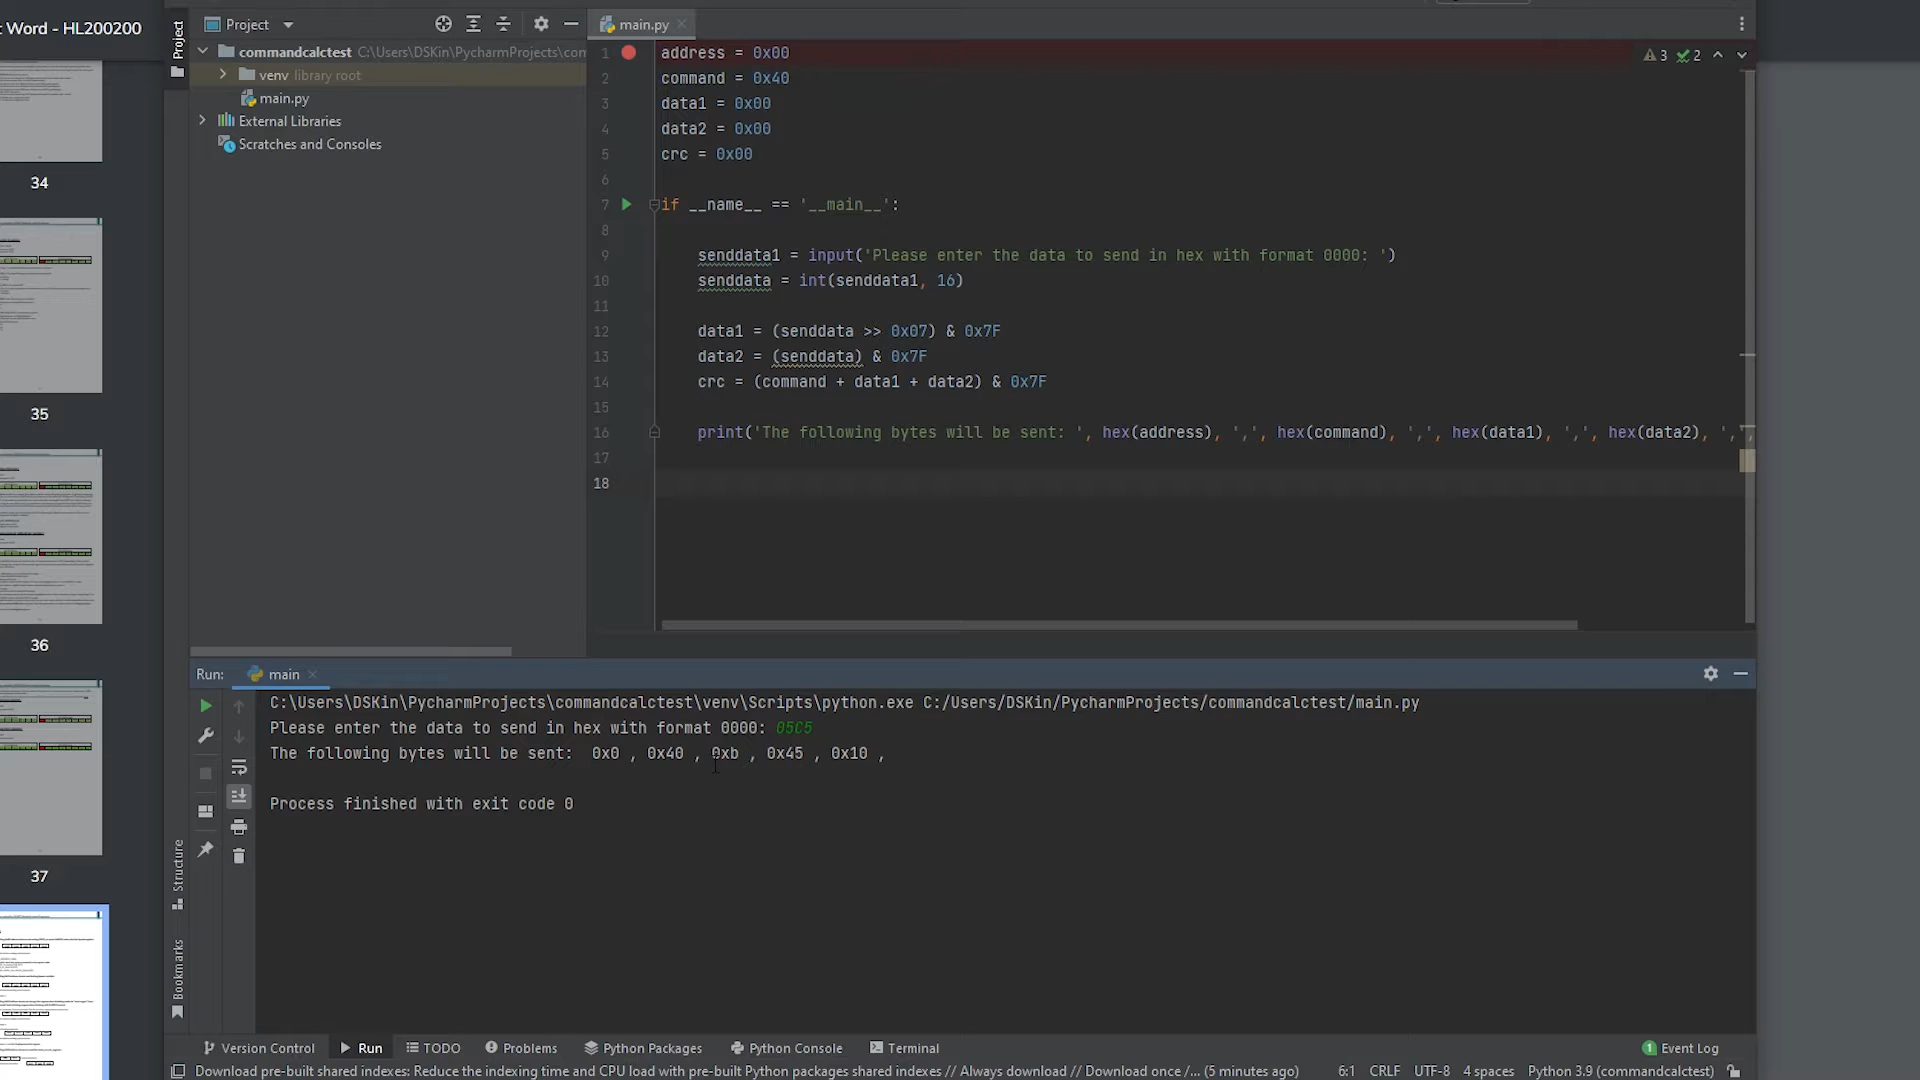 t Word - HL200200
34
35
36
37
Project
Project
commandcalctest C:\Users\DSKin\PycharmProjects\com
venv library root
main.py
External Libraries
Scratches and Consoles
main.py
3 2
1 address = 0x00
2 command = 0x40
3 data1 = 0x00
4 data2 = 0x00
5 crc = 0x00
6
7 if __name__ == '__main__':
8
9 senddata1 = input('Please enter the data to send in hex with format 0000: ')
10 senddata = int(senddata1, 16)
11
12 data1 = (senddata >> 0x07) & 0x7F
13 data2 = (senddata) & 0x7F
14 crc = (command + data1 + data2) & 0x7F
15
16 print('The following bytes will be sent: ', hex(address), ',', hex(command), ',', hex(data1), ',', hex(data2), ',',
17
18
Run: main
C:\Users\DSKin\PycharmProjects\commandcalctest\venv\Scripts\python.exe C:/Users/DSKin/PycharmProjects/commandcalctest/main.py
Please enter the data to send in hex with format 0000: 05C5
The following bytes will be sent:  0x0 , 0x40 , 0xb , 0x45 , 0x10 ,
Process finished with exit code 0
Structure
Bookmarks
Version Control Run TODO Problems Python Packages Python Console Terminal 1 Event Log
Download pre-built shared indexes: Reduce the indexing time and CPU load with pre-built Python packages shared indexes // Always download // Download once /... (5 minutes ago) 6:1 CRLF UTF-8 4 spaces Python 3.9 (commandcalctest)